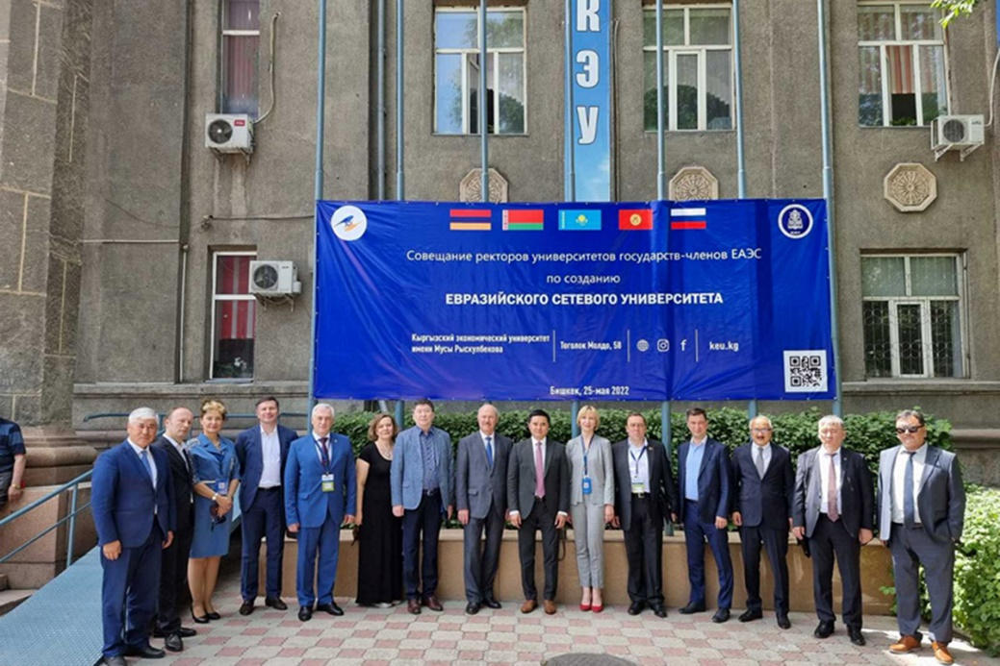 КЭУ
Совещание ректоров университетов государств-членов ЕАЭС
по созданию
ЕВРАЗИЙСКОГО СЕТЕВОГО УНИВЕРСИТЕТА
Кыргызский экономический университет
имени Мусы Рыскулбекова
Тоголок Молдо, 58
f
keu.kg
Бишкек, 25-мая 2022